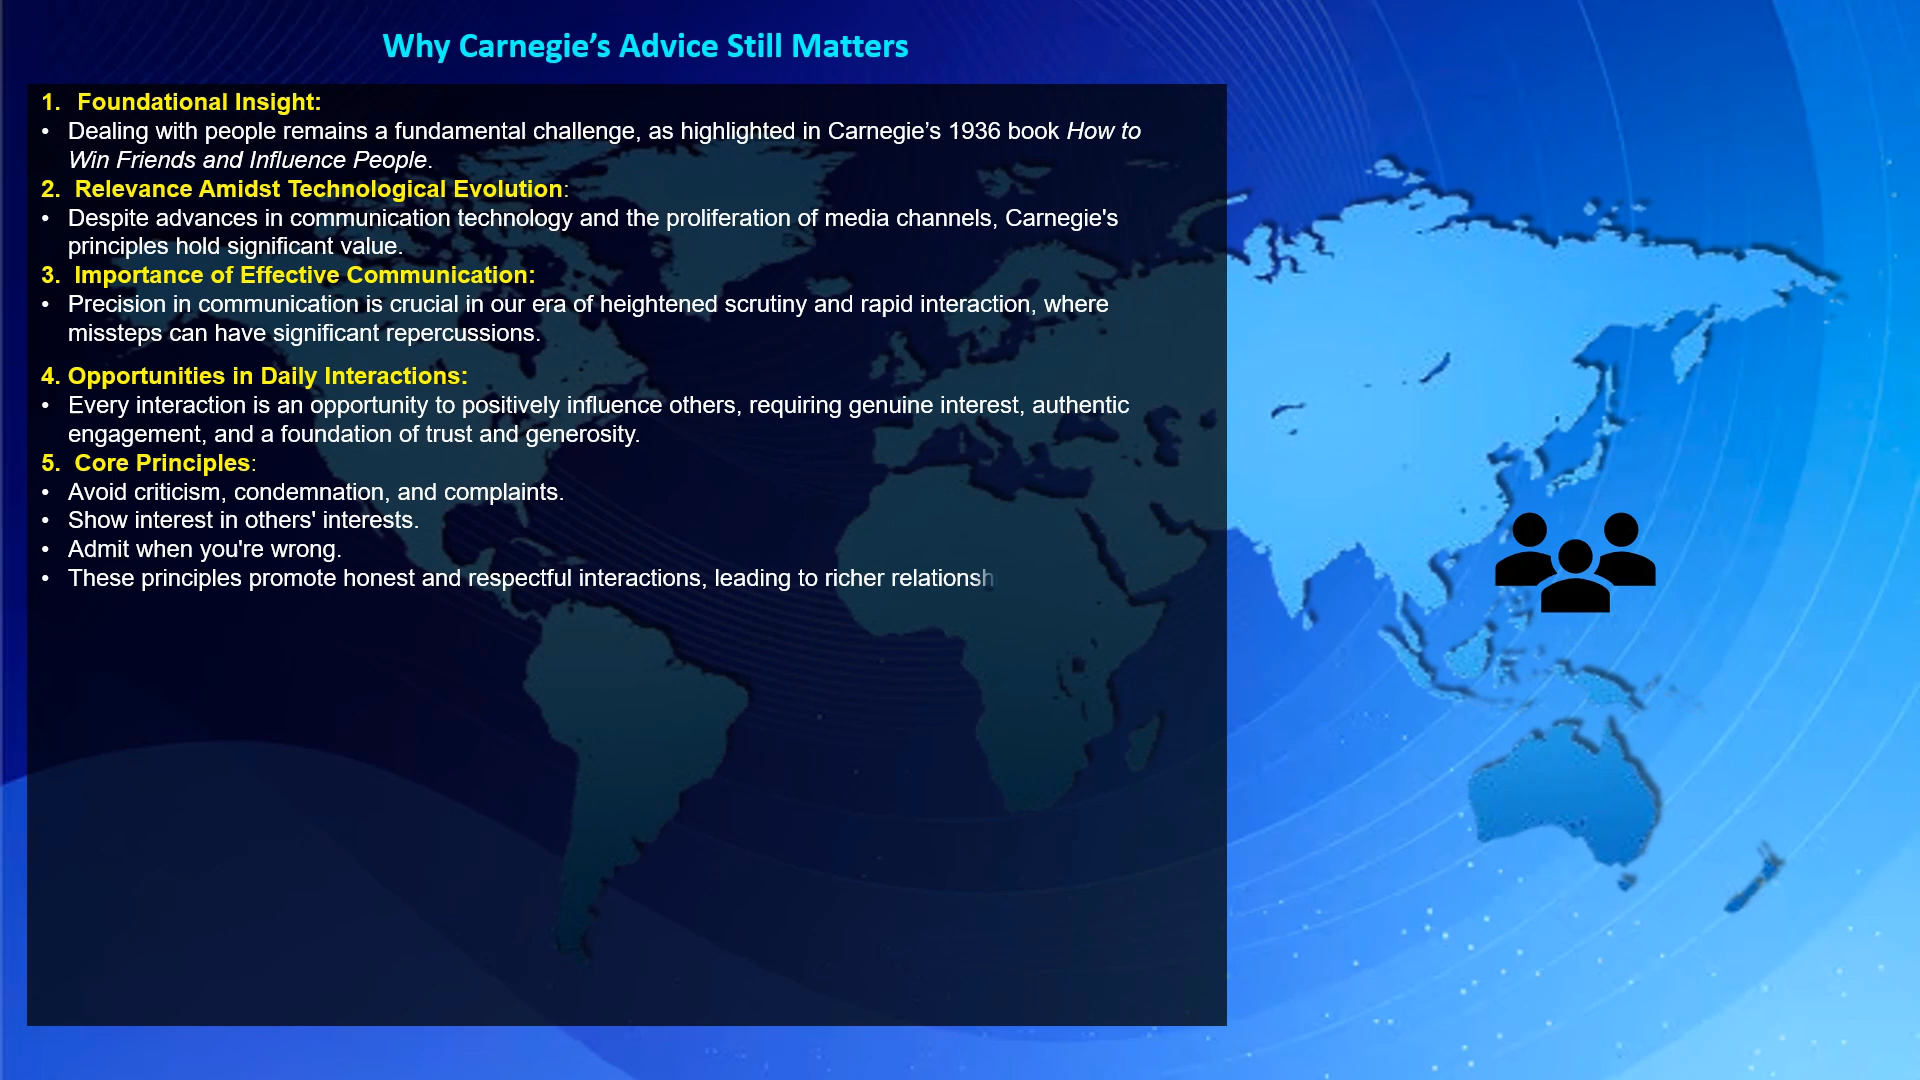 Why Carnegie’s Advice Still Matters
1. Foundational Insight:
• Dealing with people remains a fundamental challenge, as highlighted in Carnegie’s 1936 book How to
Win Friends and Influence People.
2. Relevance Amidst Technological Evolution:
• Despite advances in communication technology and the proliferation of media channels, Carnegie's
principles hold significant value.
3. Importance of Effective Communication:
• Precision in communication is crucial in our era of heightened scrutiny and rapid interaction, where
missteps can have significant repercussions.
4. Opportunities in Daily Interactions:
• Every interaction is an opportunity to positively influence others, requiring genuine interest, authentic
engagement, and a foundation of trust and generosity.
5. Core Principles:
• Avoid criticism, condemnation, and complaints.
• Show interest in others' interests.
• Admit when you're wrong.
• These principles promote honest and respectful interactions, leading to richer relationsh